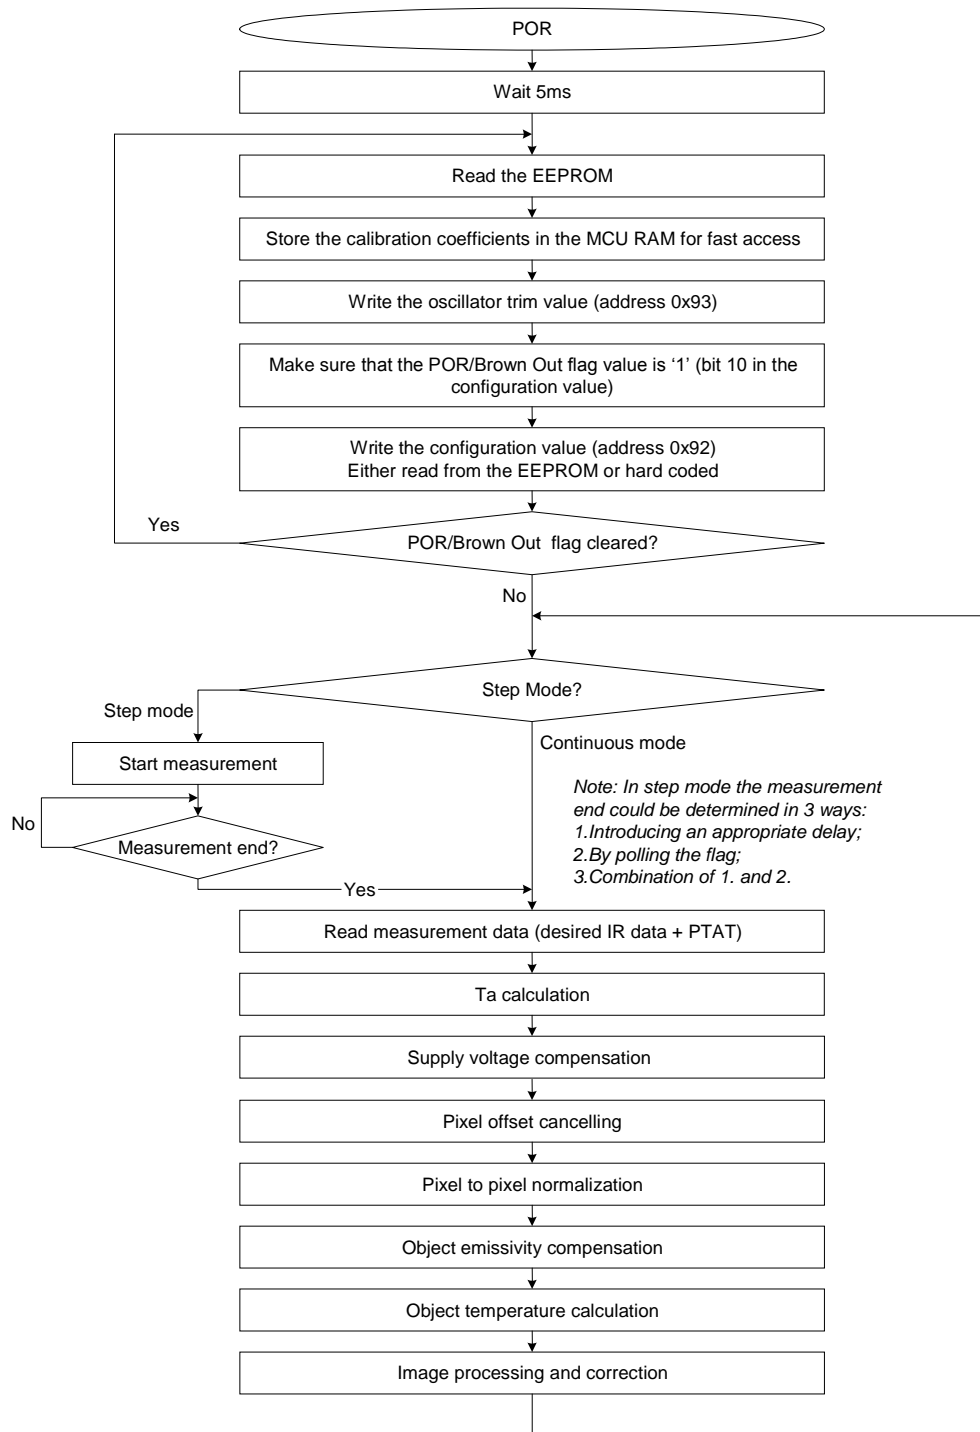 POR
Wait 5ms
Read the EEPROM
Store the calibration coefficients in the MCU RAM for fast access
Write the oscillator trim value (address 0x93)
Make sure that the POR/Brown Out flag value is ‘1’ (bit 10 in the
configuration value)
Write the configuration value (address 0x92)
Either read from the EEPROM or hard coded
Yes
POR/Brown Out flag cleared?
No
Step Mode?
Step mode
Continuous mode
Start measurement
Note: In step mode the measurement
end could be determined in 3 ways:
1.Introducing an appropriate delay;
2.By polling the flag;
3.Combination of 1. and 2.
No
Measurement end?
Yes
Read measurement data (desired IR data + PTAT)
Ta calculation
Supply voltage compensation
Pixel offset cancelling
Pixel to pixel normalization
Object emissivity compensation
Object temperature calculation
Image processing and correction